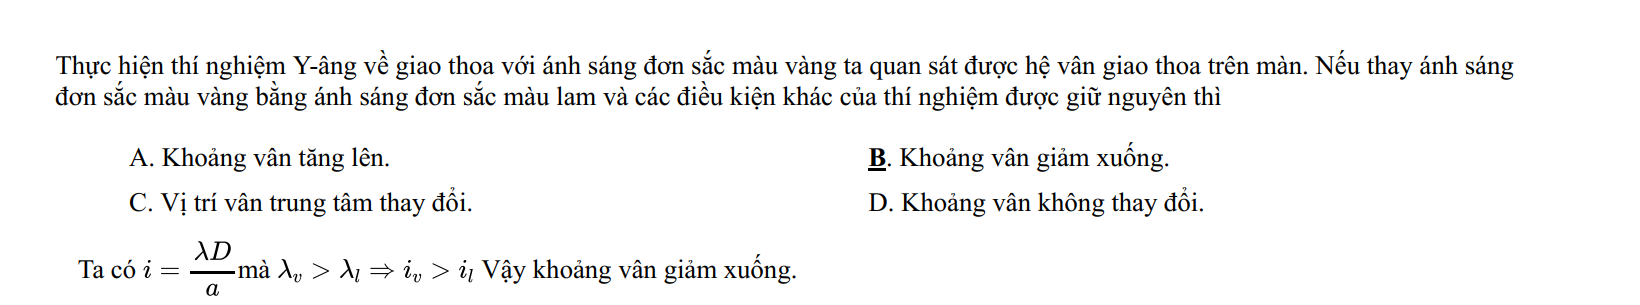 Thực hiện thí nghiệm Y-âng về giao thoa với ánh sáng đơn sắc màu vàng ta quan sát được hệ vân giao thoa trên màn. Nếu thay ánh sáng
đơn sắc màu vàng bằng ánh sáng đơn sắc màu lam và các điều kiện khác của thí nghiệm được giữ nguyên thì
A. Khoảng vân tăng lên. B. Khoảng vân giảm xuống.
C. Vị trí vân trung tâm thay đổi. D. Khoảng vân không thay đổi.
Ta có $i = \frac{\lambda D}{a}$ mà $\lambda_v > \lambda_l \Rightarrow i_v > i_l$ Vậy khoảng vân giảm xuống.